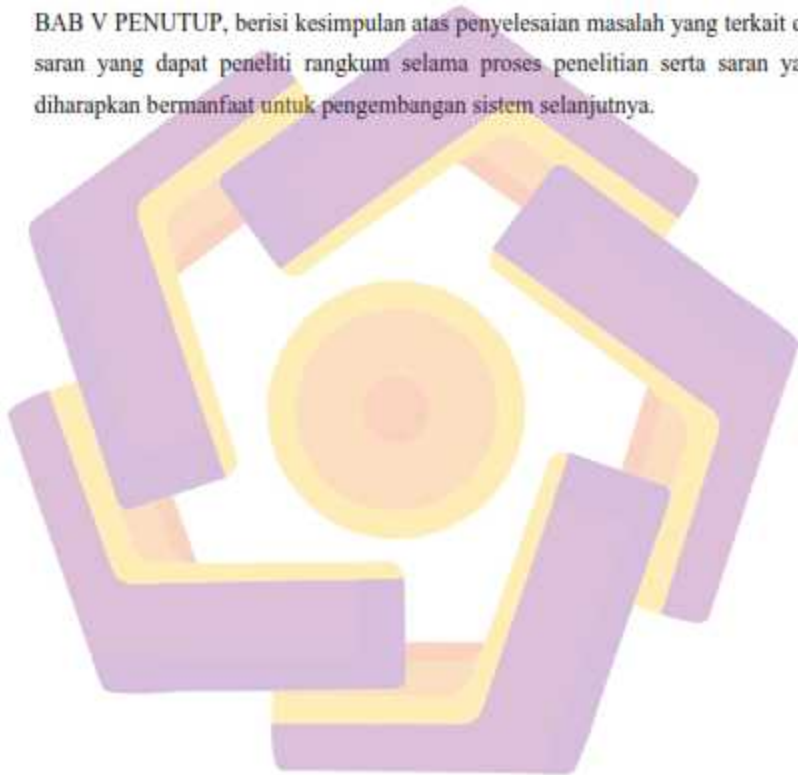 BAB V PENUTUP, berisi kesimpulan atas penyelesaian masalah yang terkait
saran yang dapat peneliti rangkum selama proses penelitian serta saran
diharapkan bermanfaat untuk pengembangan sistem selanjutnya.